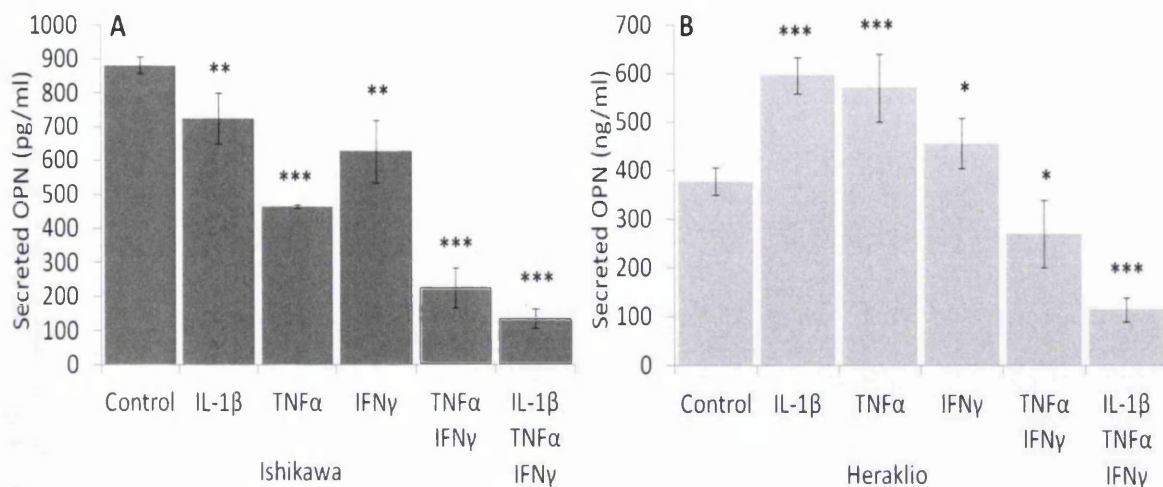 A
Secreted OPN (pg/ml)
1000
900
800
700
600
500
400
300
200
100
0
**
***
**
***
***
Control IL-1β TNFα IFNγ TNFα IL-1β
IFNγ TNFα
IFNγ
Ishikawa
B
Secreted OPN (ng/ml)
700
600
500
400
300
200
100
0
***
***
*
*
***
Control IL-1β TNFα IFNγ TNFα IL-1β
IFNγ TNFα
IFNγ
Heraklio